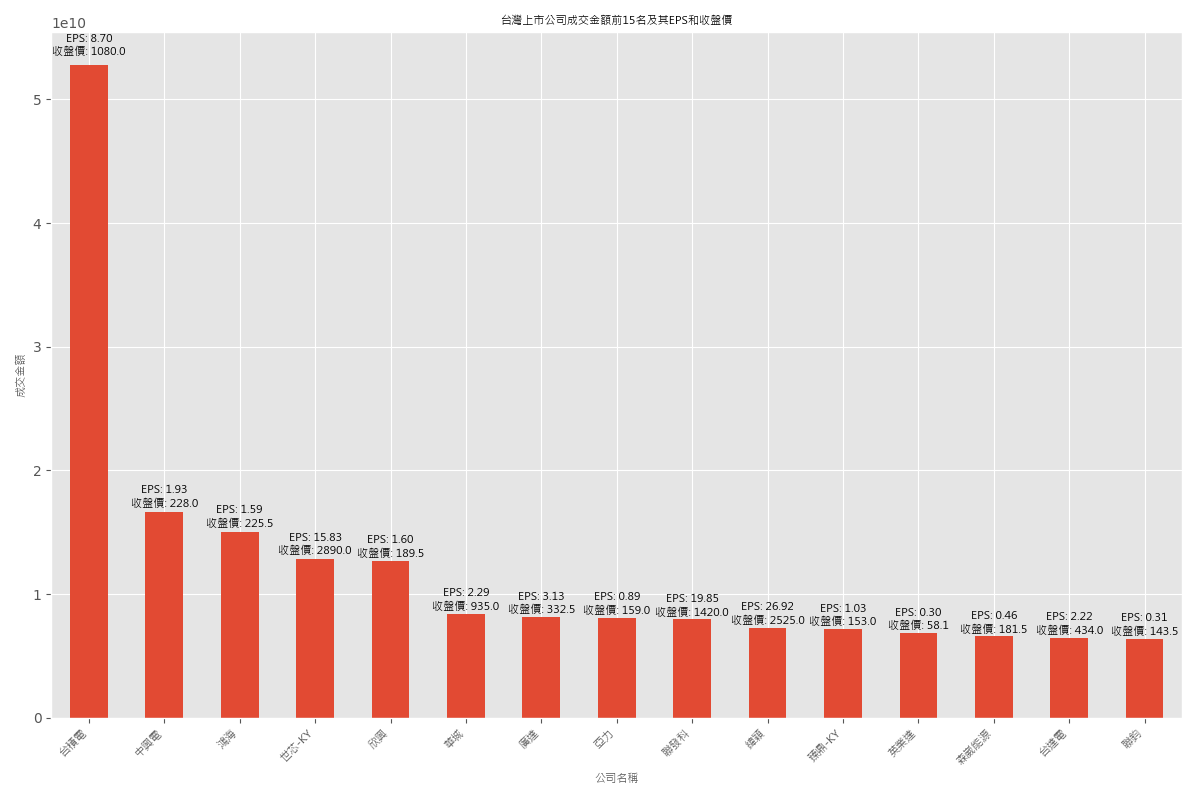 台灣上市公司成交金額前15名及其EPS和收盤價
1e10
EPS: 8.70
收盤價: 1080.0
EPS: 1.93
收盤價: 228.0
EPS: 1.59
收盤價: 225.5
EPS: 15.83
收盤價: 2890.0
EPS: 1.60
收盤價: 189.5
EPS: 2.29
收盤價: 935.0
EPS: 3.13
收盤價: 332.5
EPS: 0.89
收盤價: 159.0
EPS: 19.85
收盤價: 1420.0
EPS: 26.92
收盤價: 2525.0
EPS: 1.03
收盤價: 153.0
EPS: 0.30
收盤價: 58.1
EPS: 0.46
收盤價: 181.5
EPS: 2.22
收盤價: 434.0
EPS: 0.31
收盤價: 143.5
5
4
3
2
1
0
成交金額
台積電
中興電
鴻海
世芯-KY
欣興
華城
廣達
亞力
聯發科
緯穎
臻鼎-KY
英業達
森崴能源
台達電
聯鈞
公司名稱